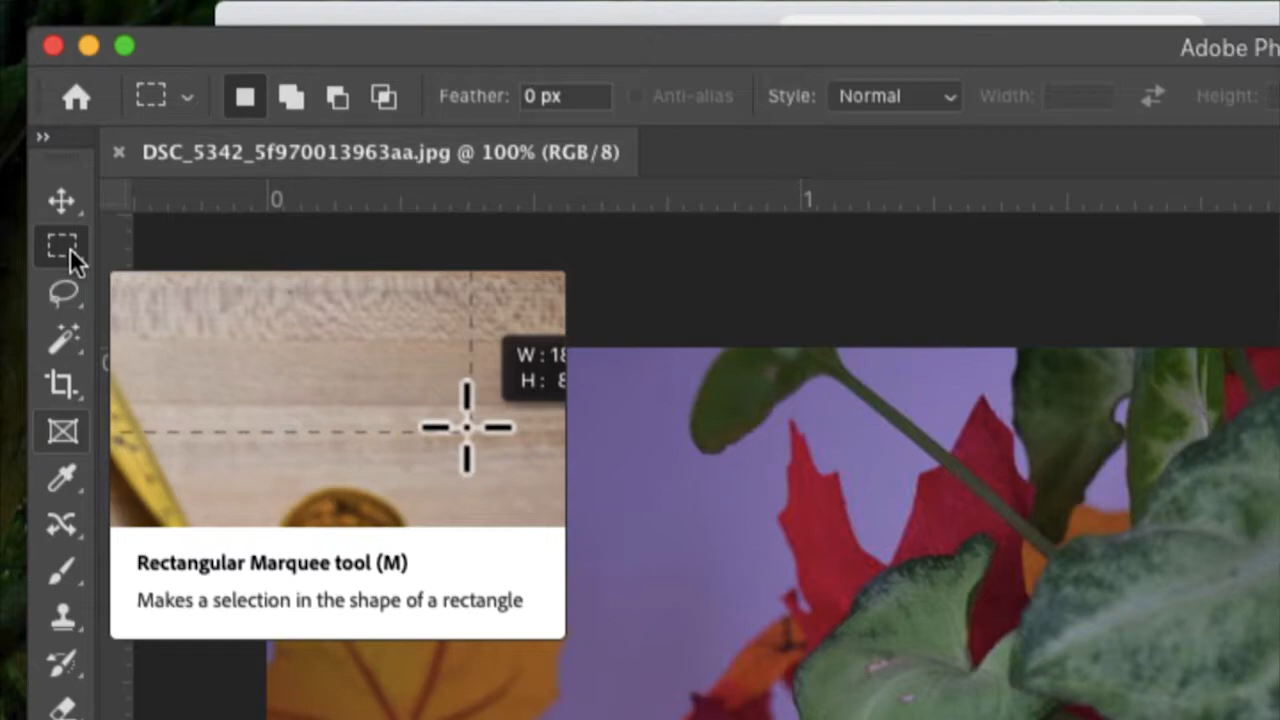 Adobe Ph
Feather: 0 px Anti-alias Style: Normal Width: Height:
DSC_5342_5f970013963aa.jpg @ 100% (RGB/8)
0 1
0
W : 18
H : 8
Rectangular Marquee tool (M)
Makes a selection in the shape of a rectangle